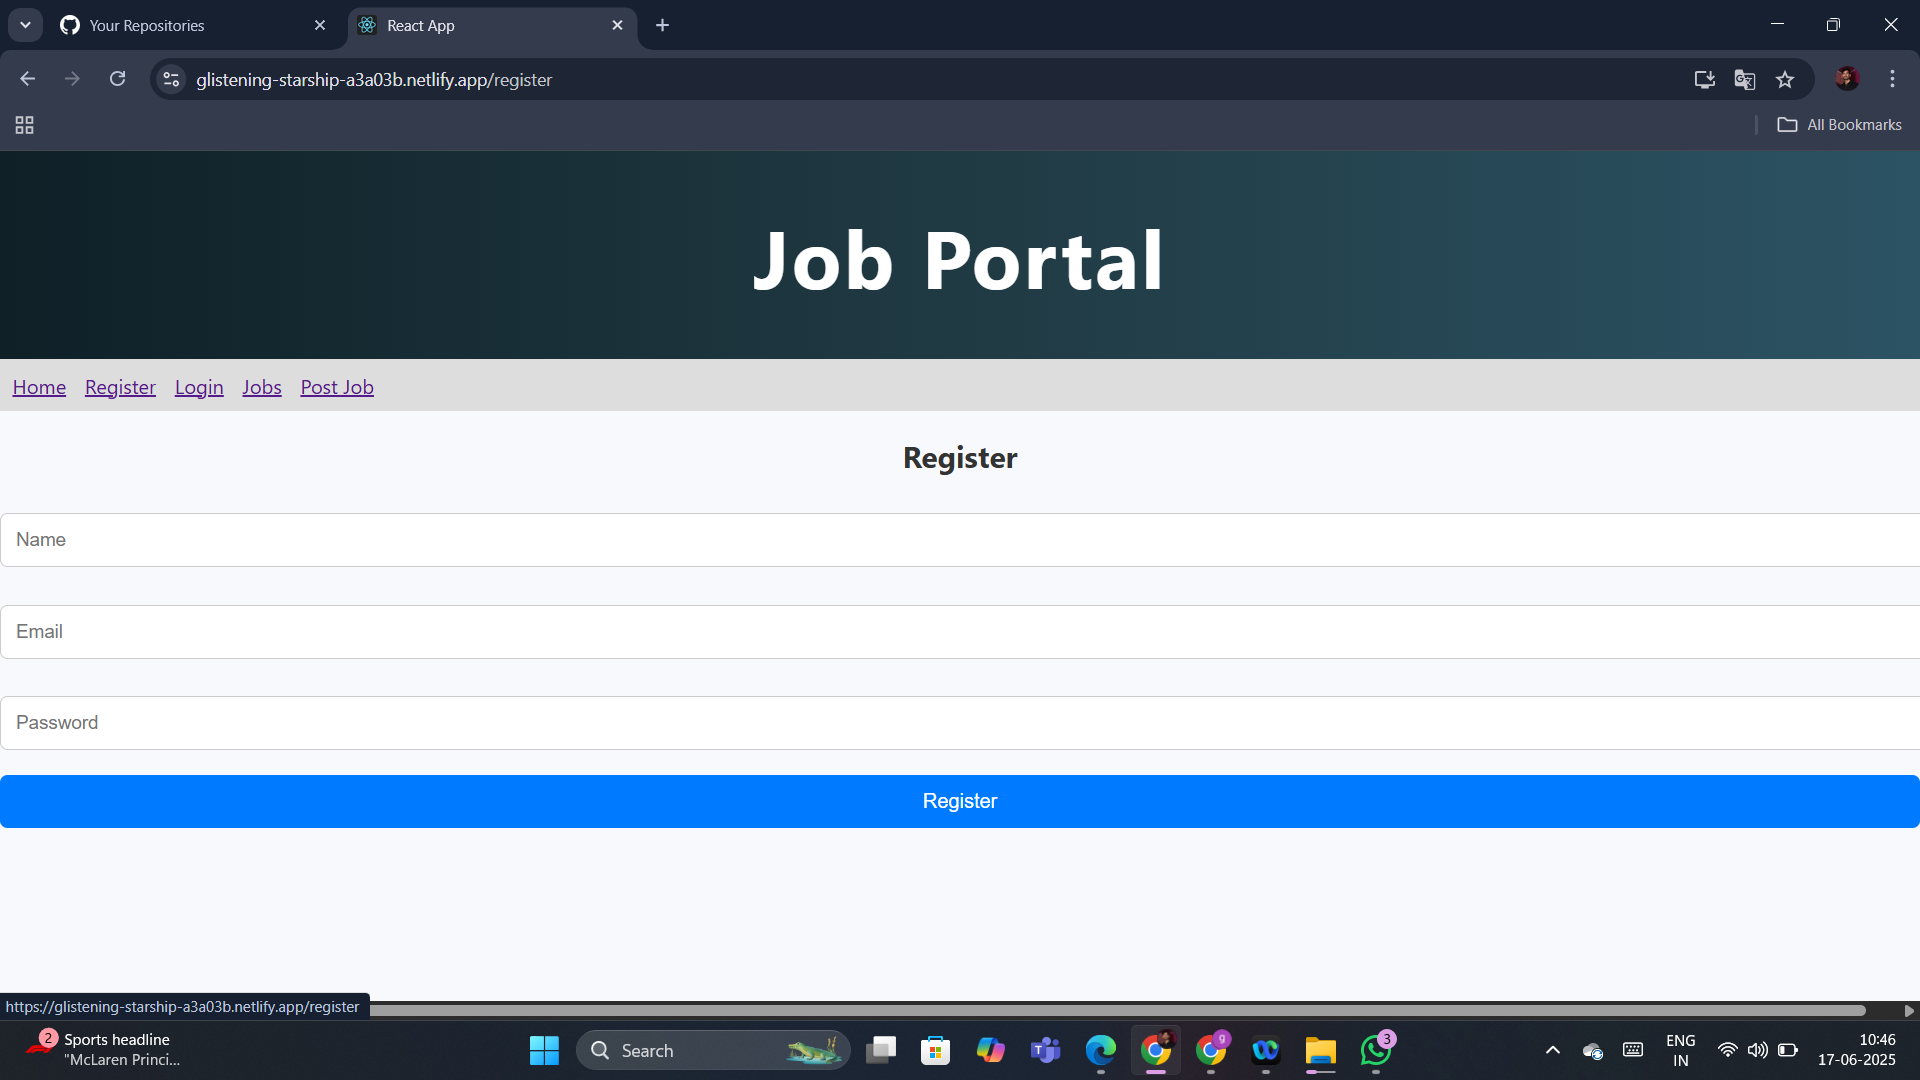 Your Repositories
React App
glistening-starship-a3a03b.netlify.app/register
All Bookmarks
Job Portal
Home Register Login Jobs Post Job
Register
Name
Email
Password
Register
https://glistening-starship-a3a03b.netlify.app/register
2
Sports headline
"McLaren Princi...
Search
g
3
ENG
IN
10:46
17-06-2025